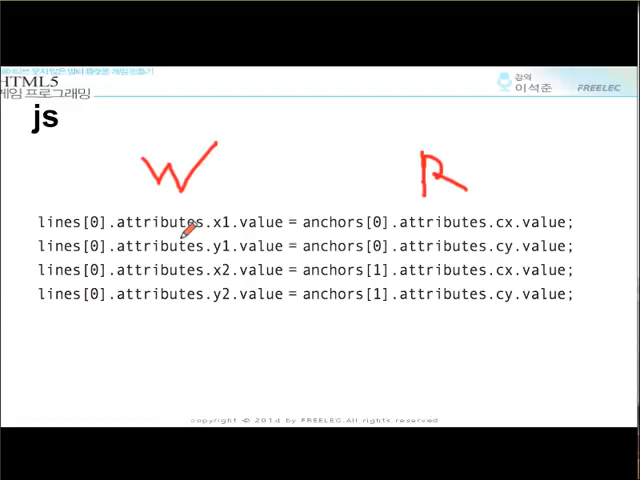 HTML5
게임 프로그래밍
강의
이석준
FREELEC
js
W R
lines[0].attributes.x1.value = anchors[0].attributes.cx.value;
lines[0].attributes.y1.value = anchors[0].attributes.cy.value;
lines[0].attributes.x2.value = anchors[1].attributes.cx.value;
lines[0].attributes.y2.value = anchors[1].attributes.cy.value;
copyright © 2014 by FREELEC.All rights reserved